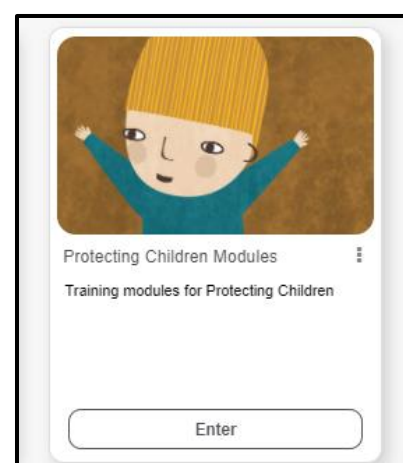 Protecting Children Modules
Training modules for Protecting Children
Enter